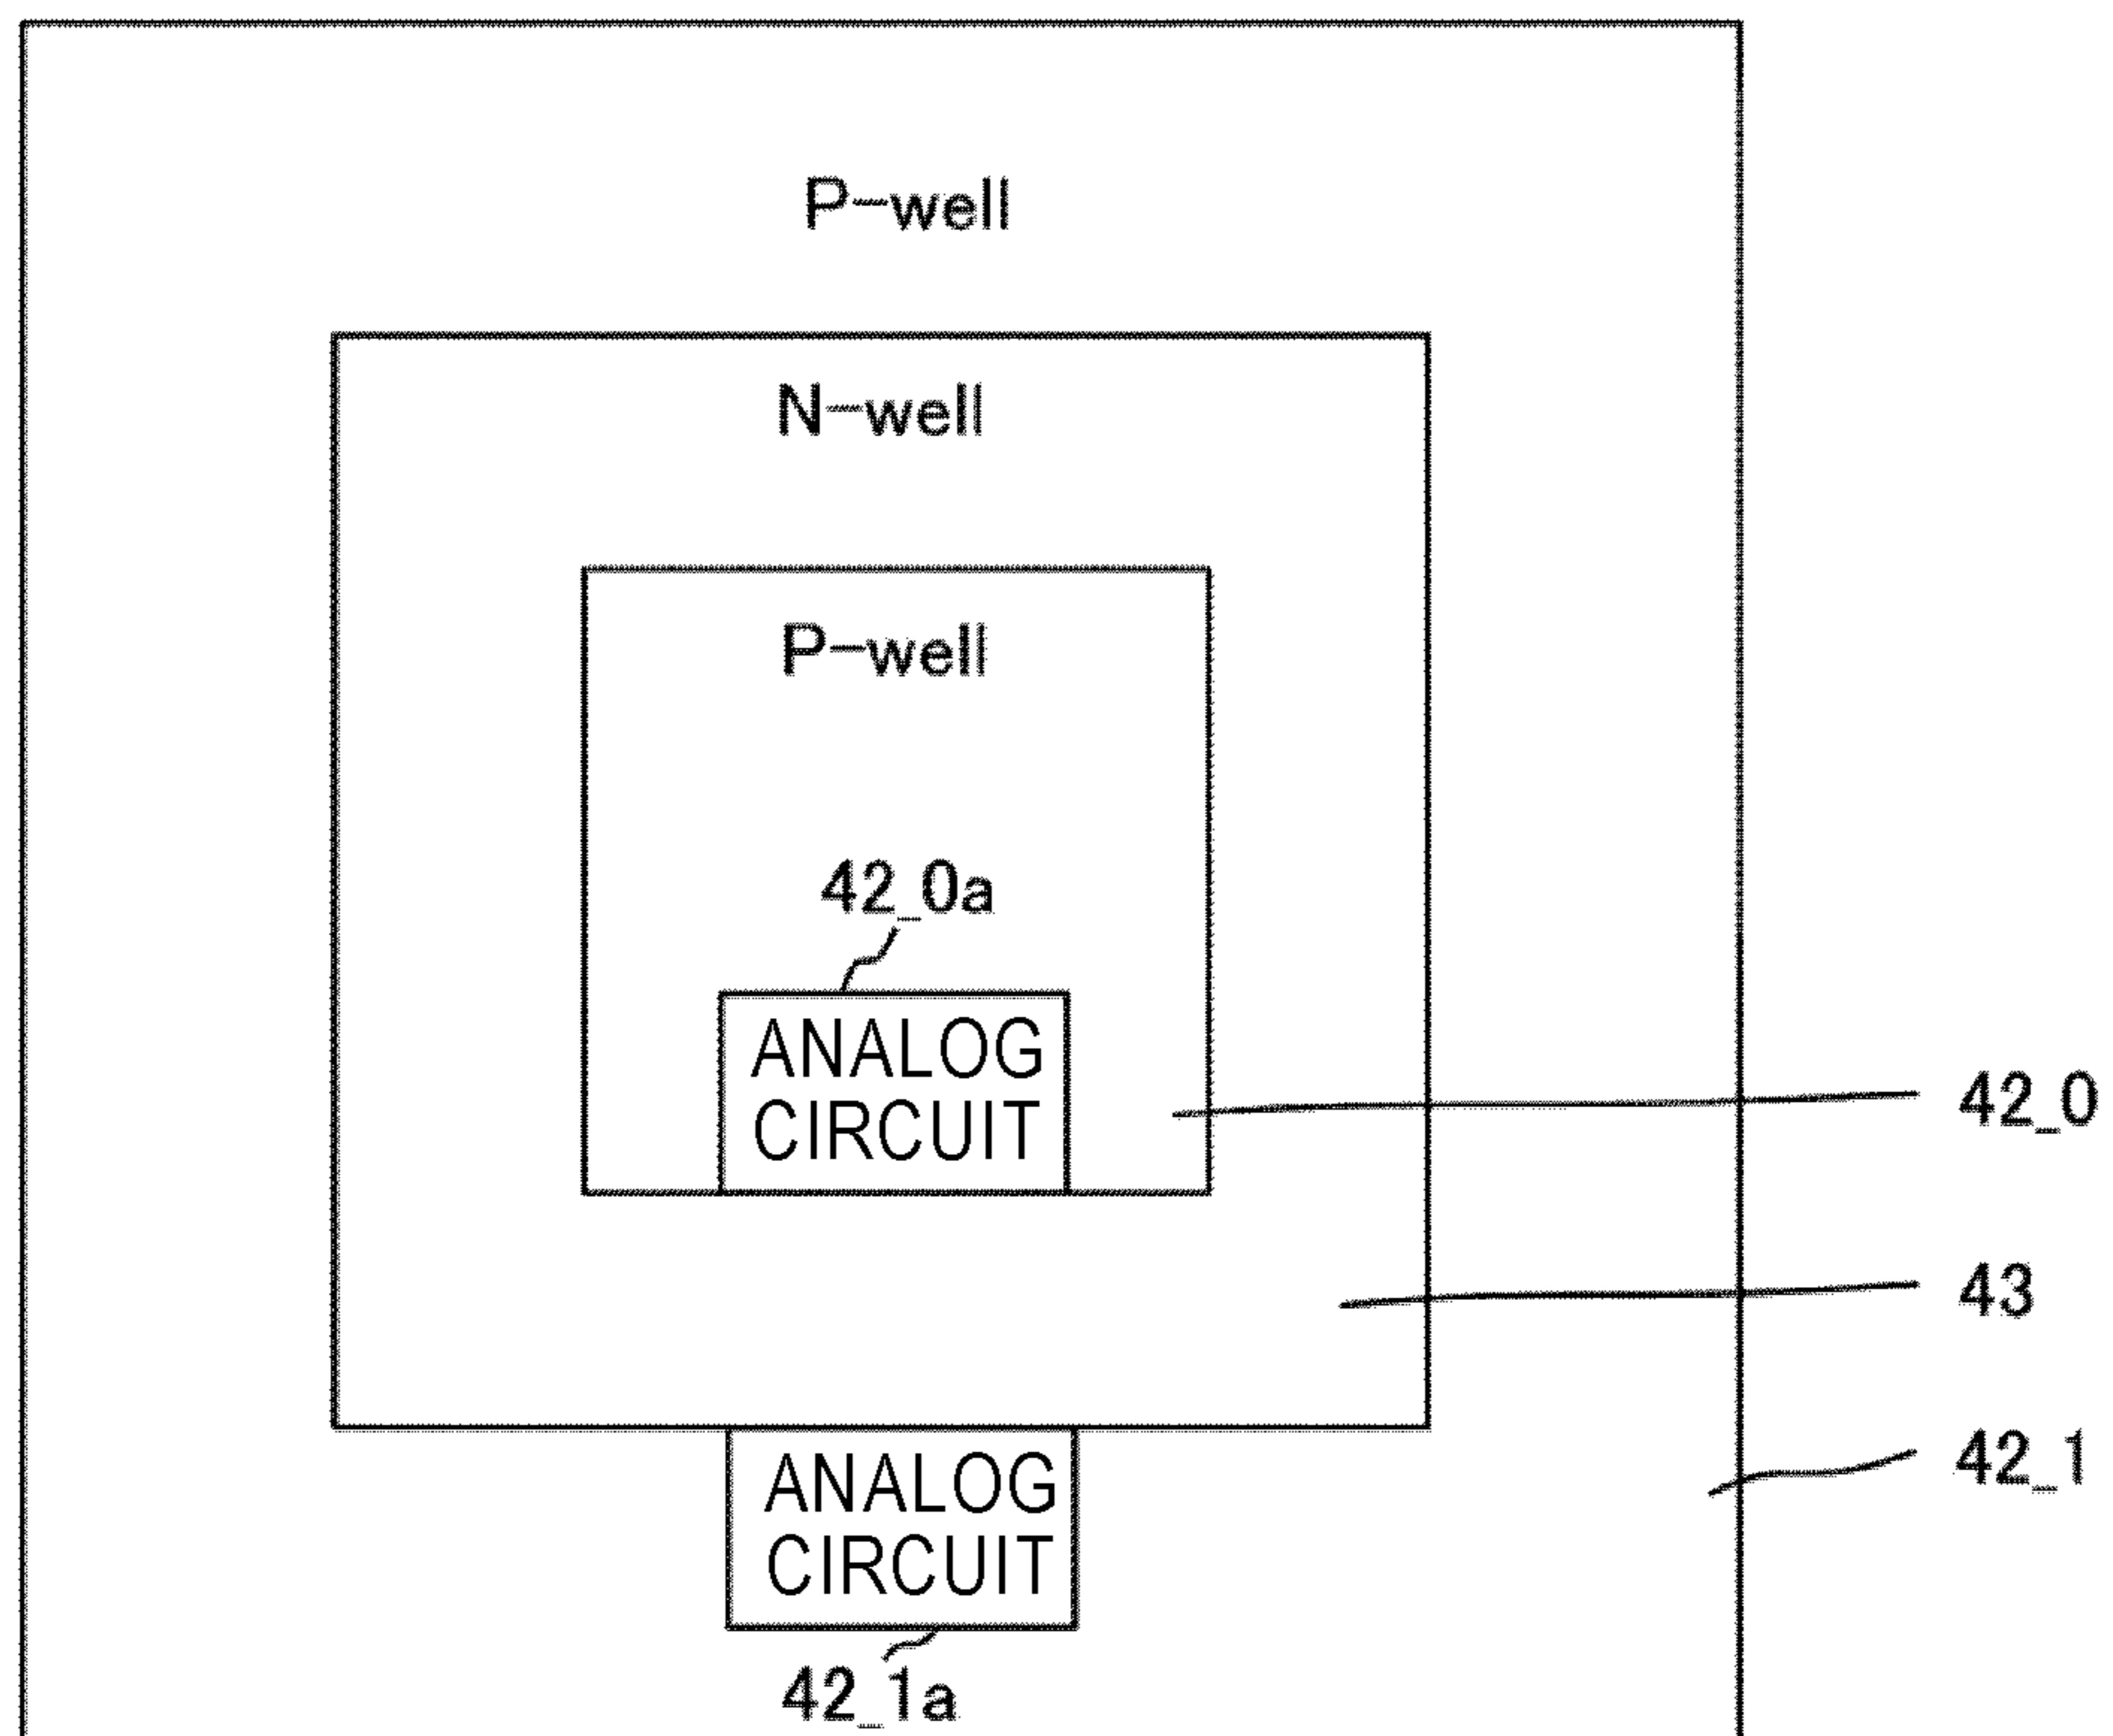 P-well
N-well
P-well
42_0a
ANALOG
CIRCUIT
42_0
43
42_1
ANALOG
CIRCUIT
42_1a